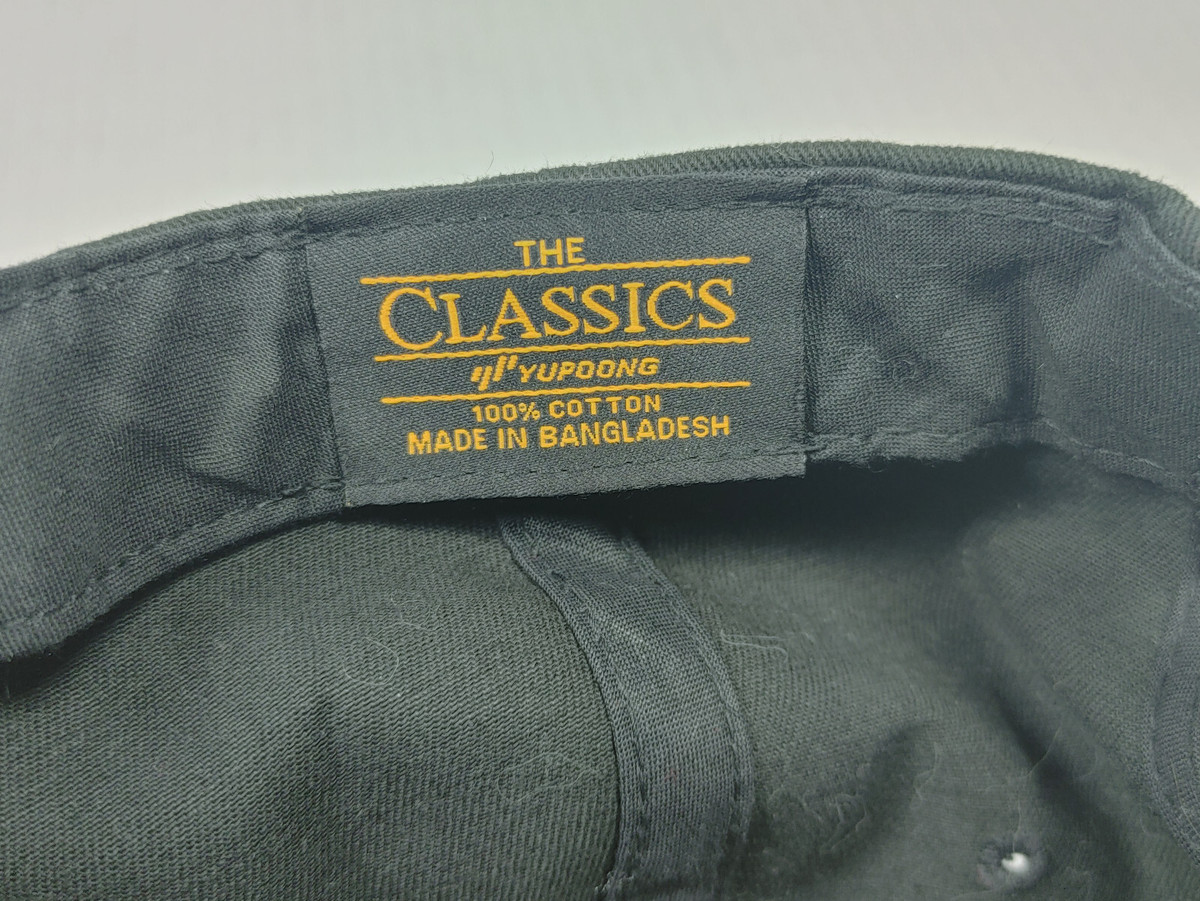 THE
CLASSICS
YUPOONG
100% COTTON
MADE IN BANGLADESH